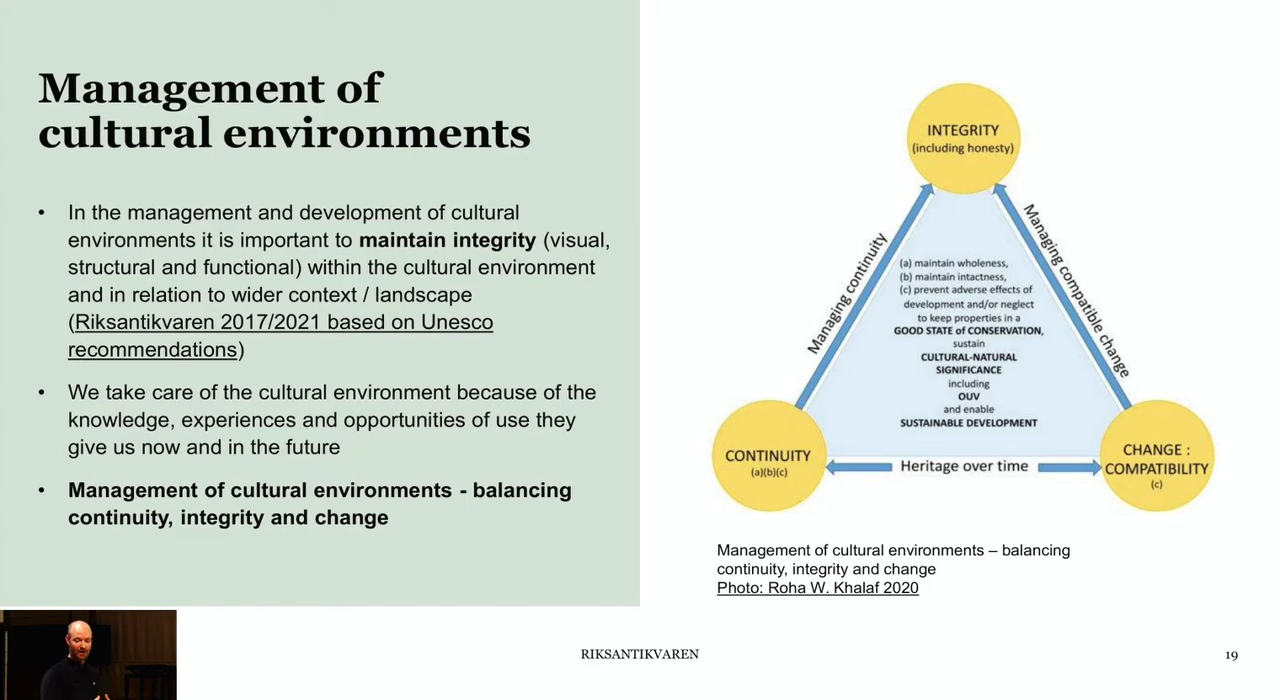 Management of
cultural environments
• In the management and development of cultural
environments it is important to maintain integrity (visual,
structural and functional) within the cultural environment
and in relation to wider context / landscape
(Riksantikvaren 2017/2021 based on Unesco
recommendations)
• We take care of the cultural environment because of the
knowledge, experiences and opportunities of use they
give us now and in the future
• Management of cultural environments - balancing
continuity, integrity and change
INTEGRITY
(including honesty)
Managing continuity
Managing compatible change
(a) maintain wholeness,
(b) maintain intactness,
(c) prevent adverse effects of
development and/or neglect
to keep properties in a
GOOD STATE of CONSERVATION,
sustain
CULTURAL-NATURAL
SIGNIFICANCE
including
OUV
and enable
SUSTAINABLE DEVELOPMENT
CONTINUITY
(a)(b)(c)
Heritage over time
CHANGE :
COMPATIBILITY
(c)
Management of cultural environments – balancing
continuity, integrity and change
Photo: Roha W. Khalaf 2020
RIKSANTIKVAREN
19